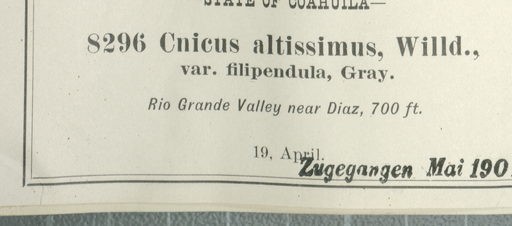 STATE OF COAHUILA—
8296 Cnicus altissimus, Willd.,
var. filipendula, Gray.
Rio Grande Valley near Diaz, 700 ft.
19, April.
Zugegangen Mai 190